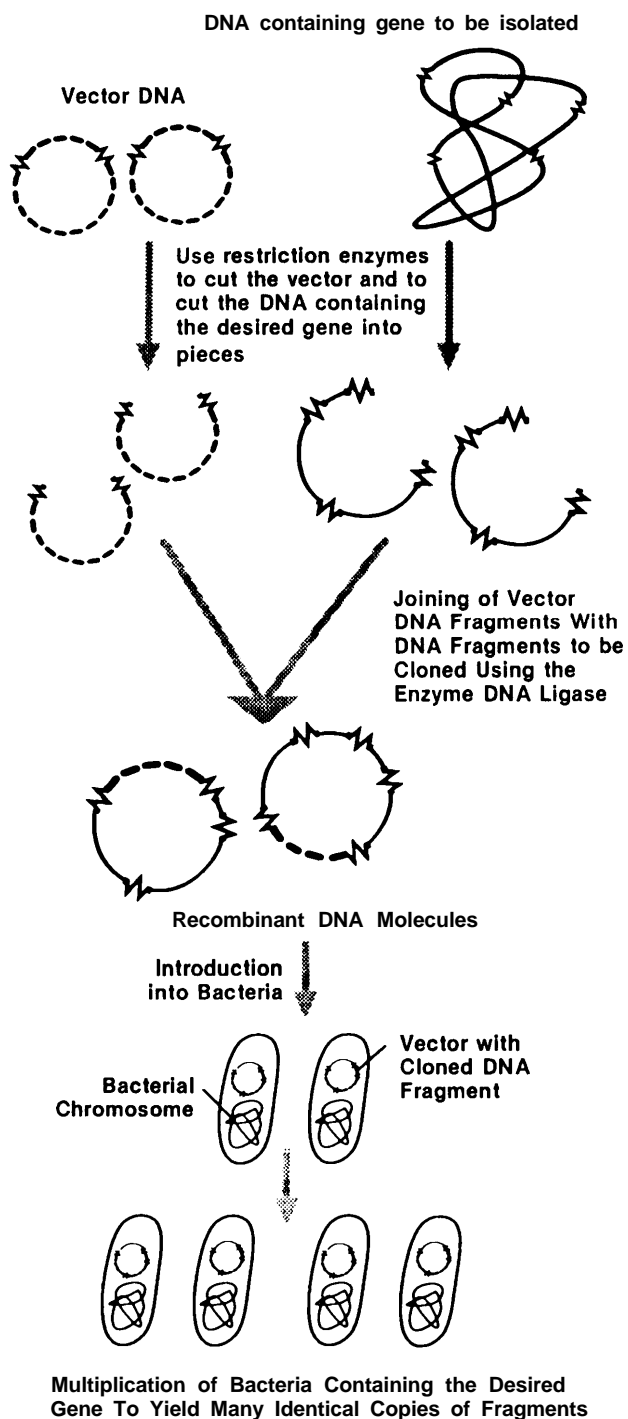 DNA containing gene to be isolated
Vector DNA
Use restriction enzymes
to cut the vector and to
cut the DNA containing
the desired gene into
pieces
Joining of Vector
DNA Fragments With
DNA Fragments to be
Cloned Using the
Enzyme DNA Ligase
Recombinant DNA Molecules
Introduction
into Bacteria
Vector with
Cloned DNA
Fragment
Bacterial
Chromosome
Multiplication of Bacteria Containing the Desired
Gene To Yield Many Identical Copies of Fragments